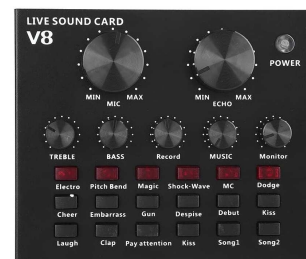 LIVE SOUND CARD
V8
POWER
MIN MAX MIN MAX
MIC ECHO
TREBLE BASS Record MUSIC Monitor
Electro Pitch Bend Magic Shock-Wave MC Dodge
Cheer Embarrass Gun Despise Debut Kiss
Laugh Clap Pay attention Kiss Song1 Song2